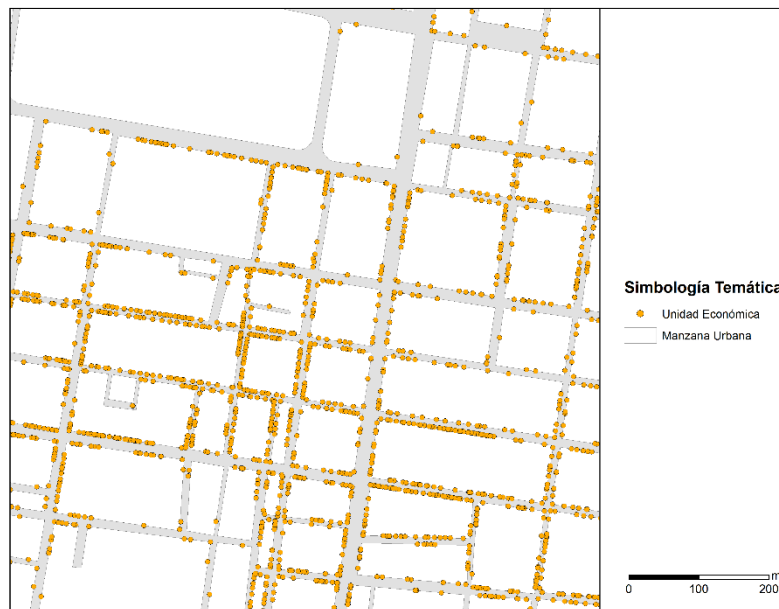 Simbología Temática
Unidad Económica
Manzana Urbana
m
0 100 200